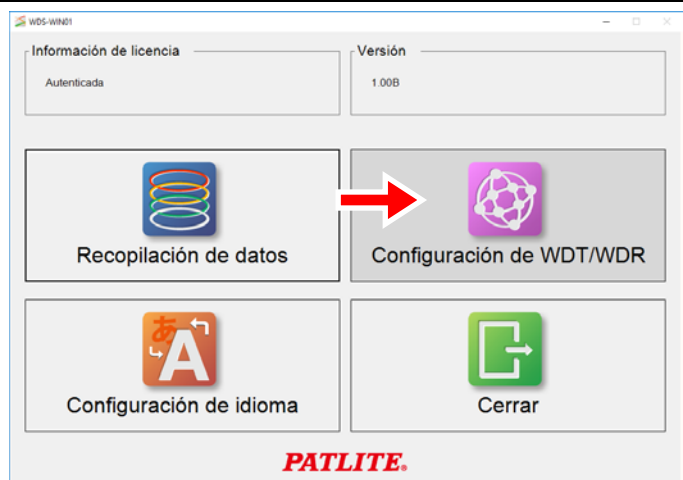 WDS-WIN01
Información de licencia
Autenticada
Versión
1.00B
Recopilación de datos
Configuración de WDT/WDR
あ
A
Configuración de idioma
Cerrar
PATLITE®